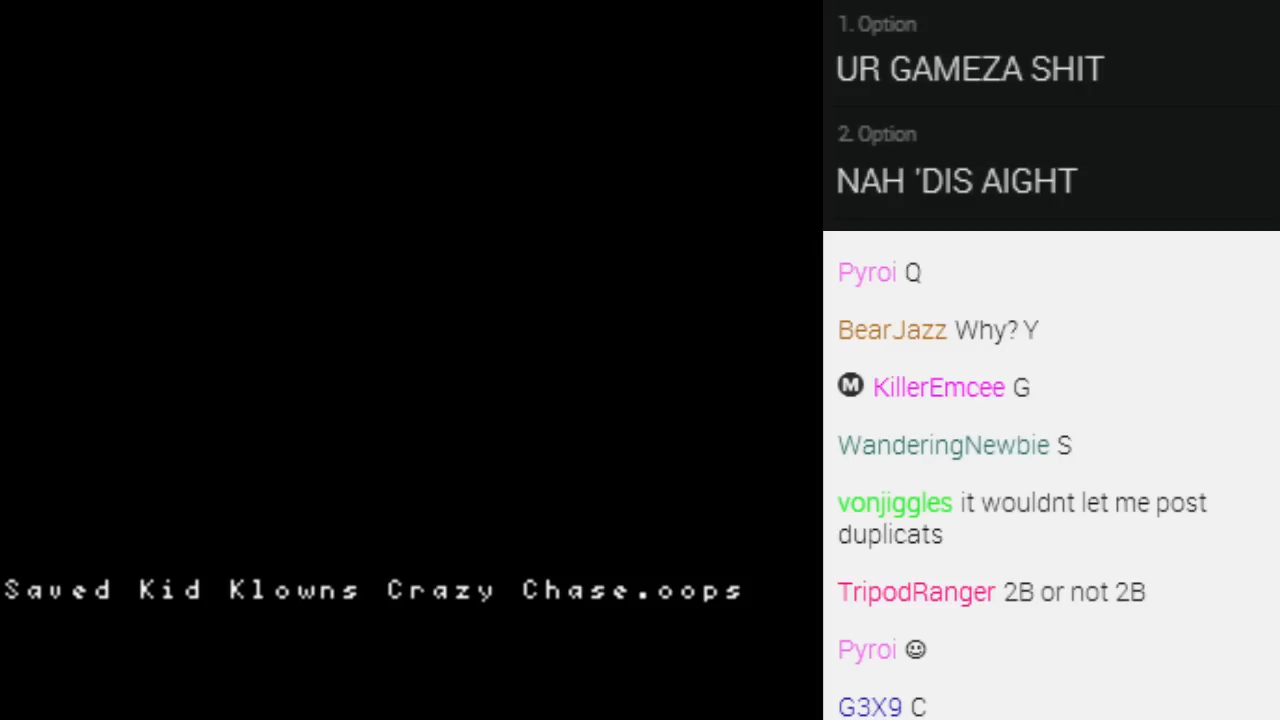 1. Option
UR GAMEZA SHIT
2. Option
NAH 'DIS AIGHT
Pyroi Q
BearJazz Why? Y
M KillerEmcee G
WanderingNewbie S
vonjiggles it wouldnt let me post
duplicats
TripodRanger 2B or not 2B
Pyroi ☺
G3X9 C
Saved Kid Klowns Crazy Chase.oops